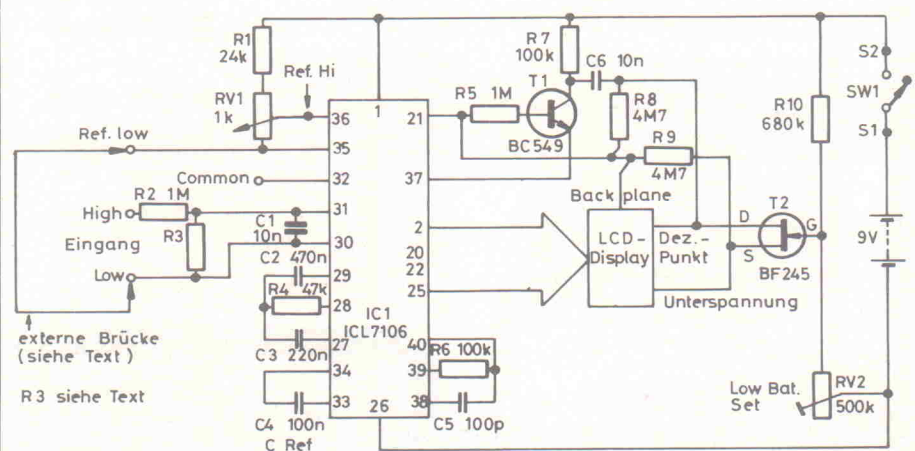 R1
24k
Ref. Hi
RV1
1k
Ref. low
Common
R2 1M
High
Eingang
R3
Low
C1
10n
C2 470n
R4 47k
C3 220n
C4 100n
C Ref
externe Brücke
(siehe Text)
R3 siehe Text
1
36
35
32
31
30
29
28
27
34
33
26
21
37
2
20
22
25
40
39
38
IC1
ICL7106
R5 1M
T1
BC549
R7
100k
C6 10n
R8
4M7
R9
4M7
Back plane
LCD-
Display
Dez.-
Punkt
Unterspannung
D
S
G
T2
BF245
R6 100k
C5 100p
R10
680k
S2
SW1
S1
9V
Low Bat.
Set
RV2
500k